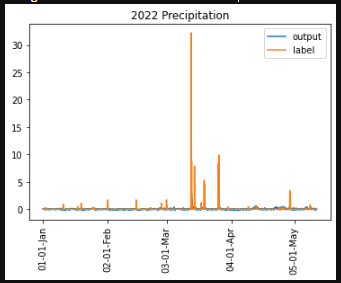 2022 Precipitation
output
label
30
25
20
15
10
5
0
01-01-Jan
02-01-Feb
03-01-Mar
04-01-Apr
05-01-May